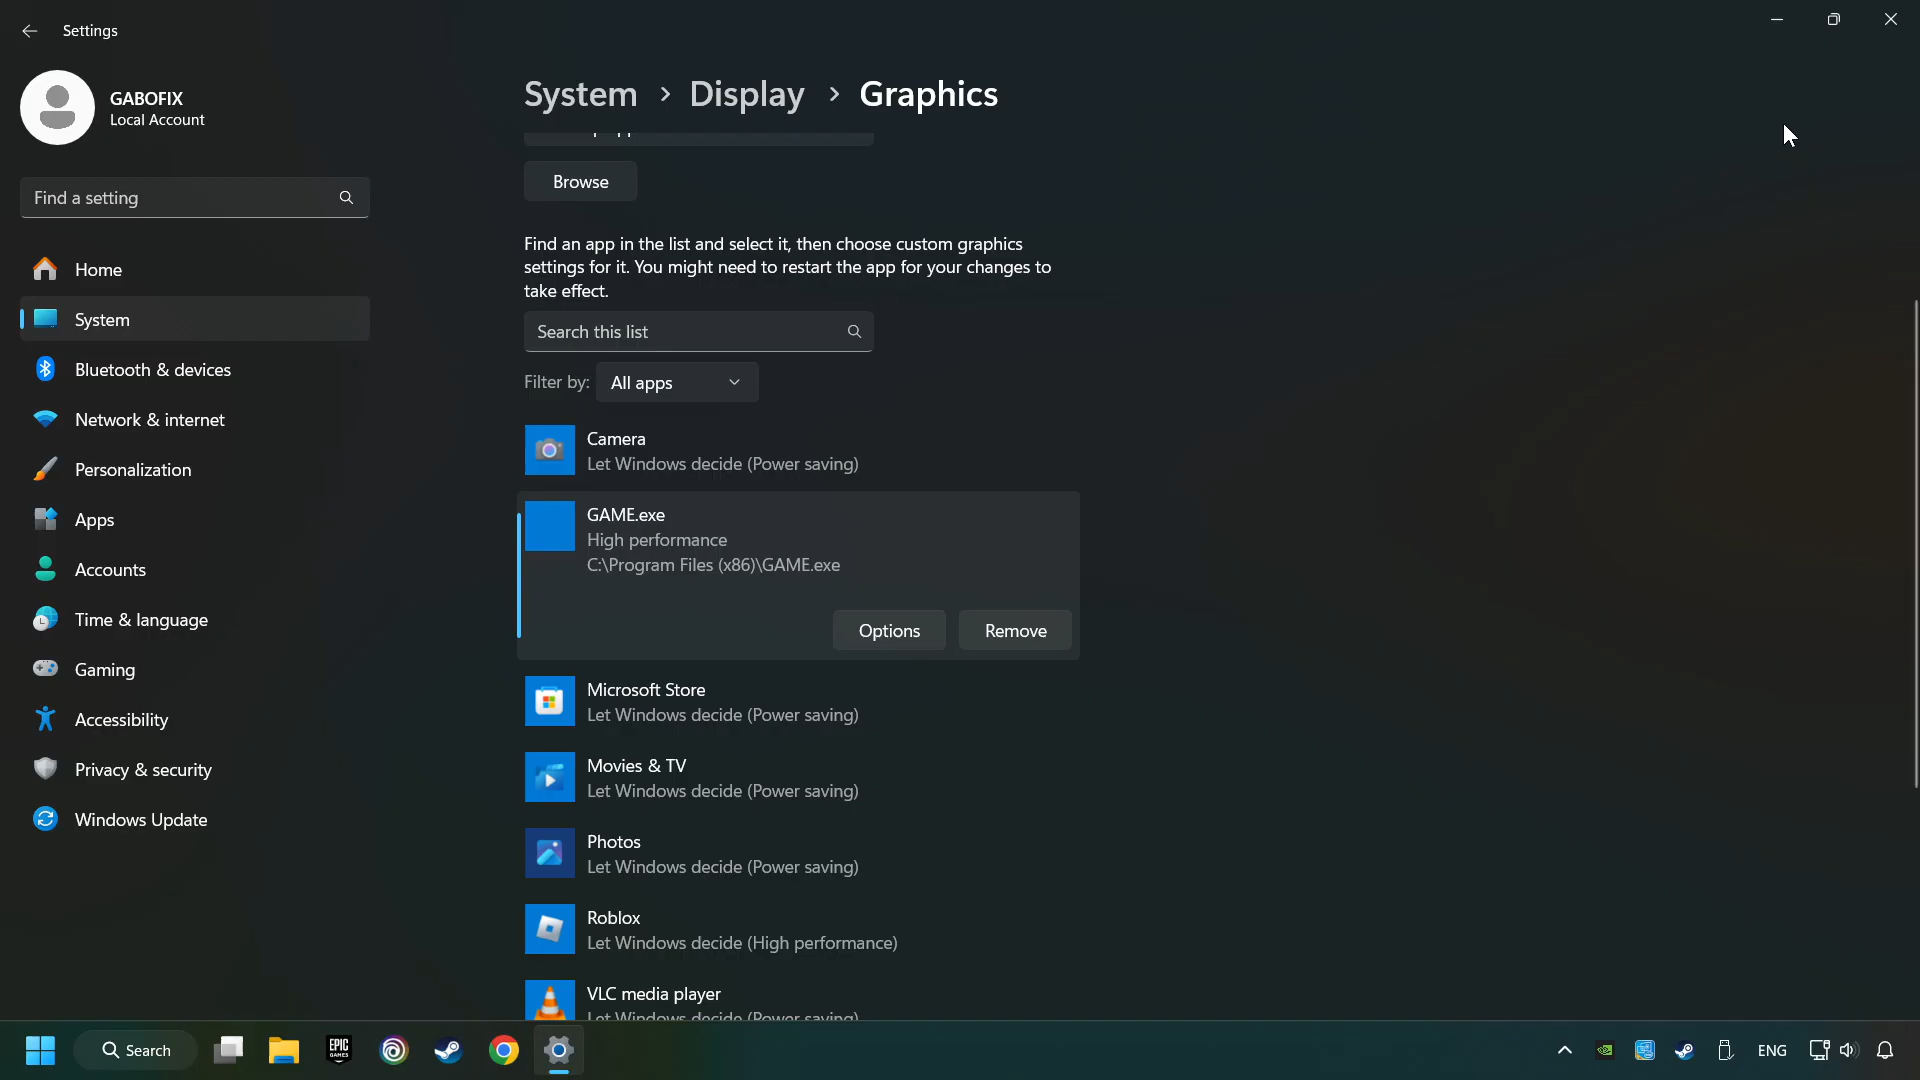 Settings
GABOFIX
Local Account
Find a setting
Home
System
Bluetooth & devices
Network & internet
Personalization
Apps
Accounts
Time & language
Gaming
Accessibility
Privacy & security
Windows Update
System > Display > Graphics
Browse
Find an app in the list and select it, then choose custom graphics
settings for it. You might need to restart the app for your changes to
take effect.
Search this list
Filter by: All apps
Camera
Let Windows decide (Power saving)
GAME.exe
High performance
C:\Program Files (x86)\GAME.exe
Options Remove
Microsoft Store
Let Windows decide (Power saving)
Movies & TV
Let Windows decide (Power saving)
Photos
Let Windows decide (Power saving)
Roblox
Let Windows decide (High performance)
VLC media player
Let Windows decide (Power saving)
Search EPIC GAMES ENG